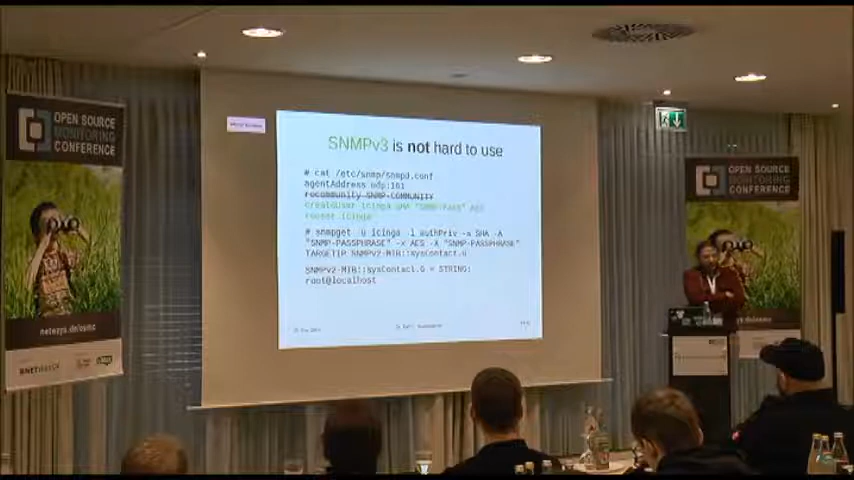 OPEN SOURCE
MONITORING
CONFERENCE
netways.de/osmc
SNMPv3 is not hard to use
# cat /etc/snmp/snmpd.conf
agentAddress udp:161
rocommunity SNMP-COMMUNITY
createUser icinga SHA "SNMP-PASS" AES
rouser icinga
# snmpget -u icinga -l authPriv -a SHA -A
"SNMP-PASSPHRASE" -x AES -X "SNMP-PASSPHRASE"
TARGETIP SNMPv2-MIB::sysContact.0
SNMPv2-MIB::sysContact.0 = STRING:
root@localhost
OPEN SOURCE
MONITORING
CONFERENCE